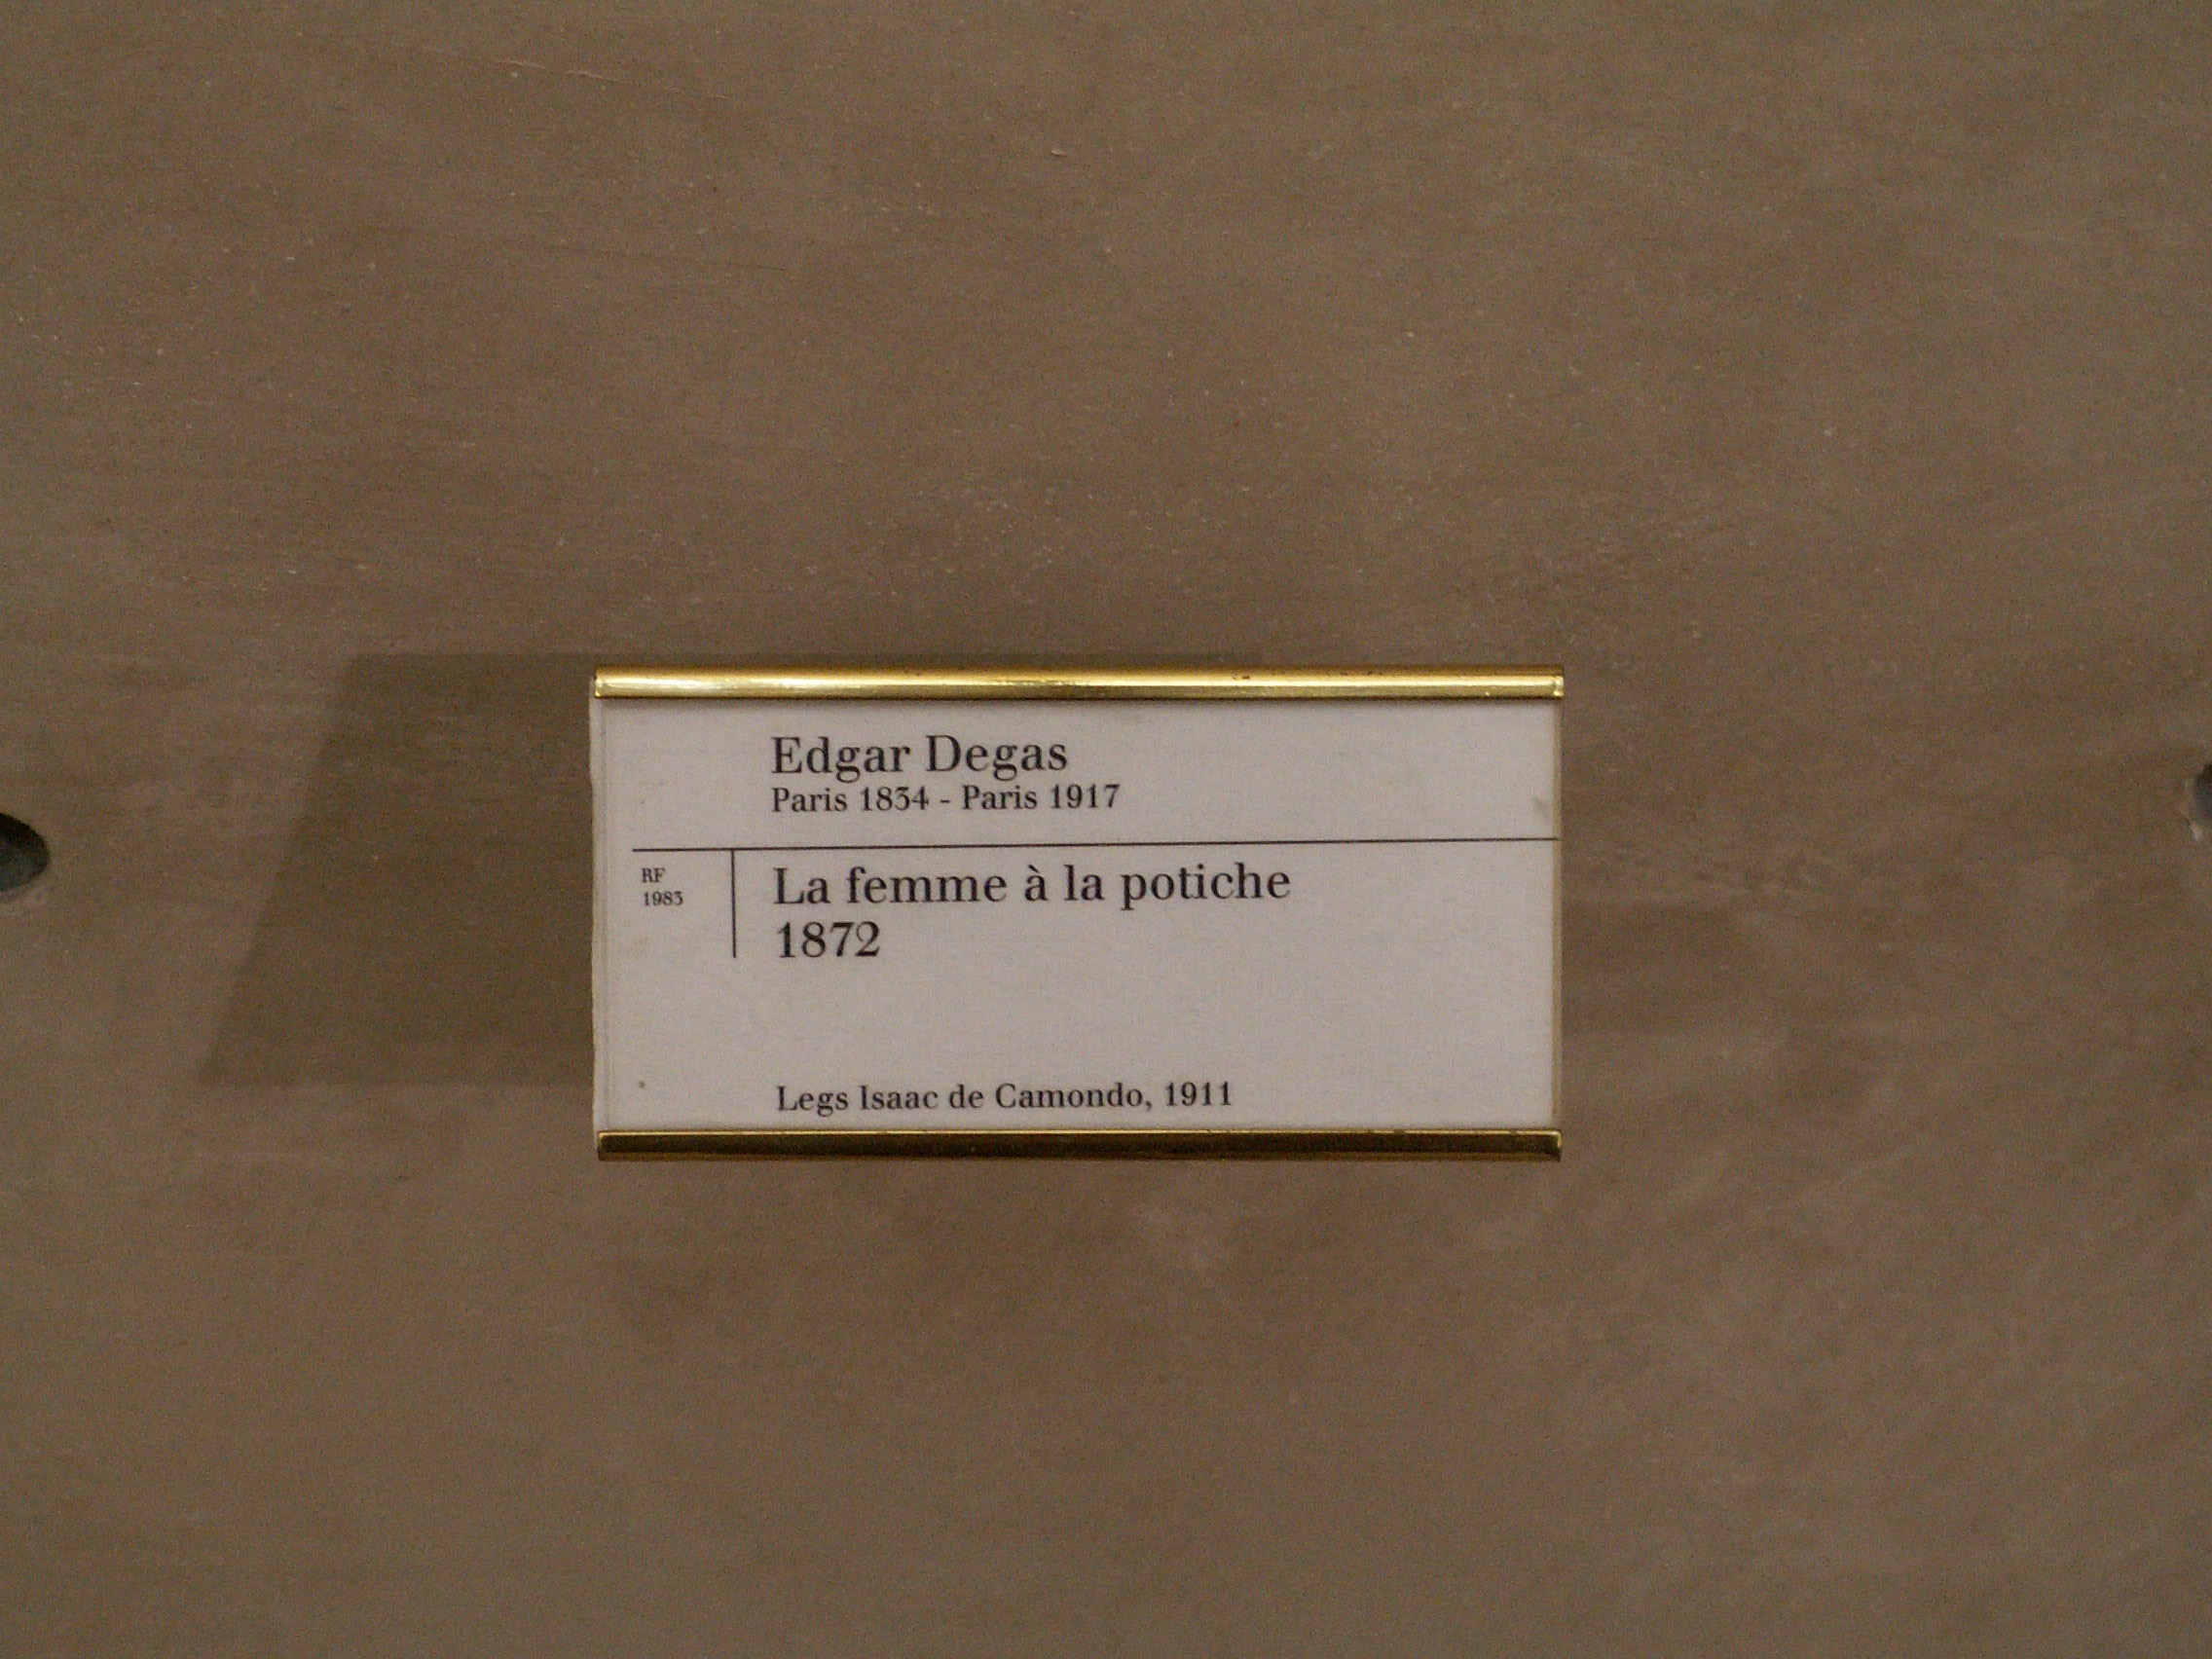 Edgar Degas
Paris 1834 - Paris 1917
RF
1983
La femme à la potiche
1872
Legs Isaac de Camondo, 1911